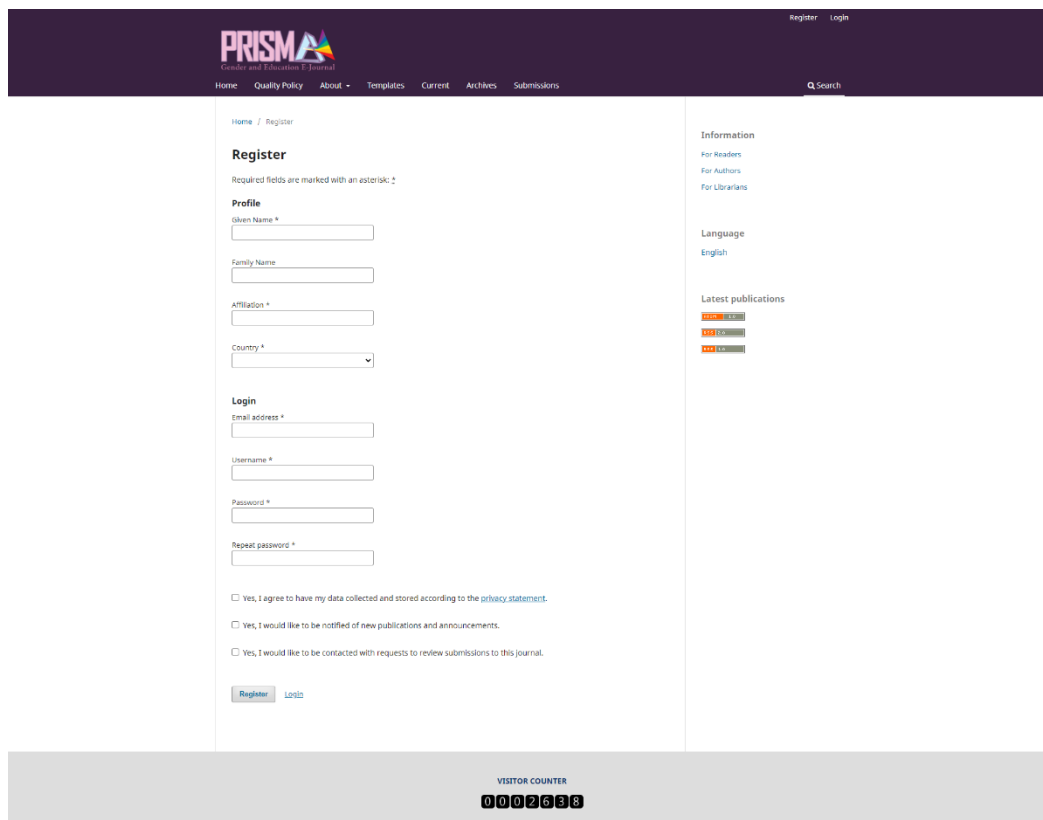 Register Login
PRISMA
Gender and Education E-Journal
Home Quality Policy About Templates Current Archives Submissions Search
Home / Register
Register
Required fields are marked with an asterisk: *
Profile
Given Name *
Family Name
Affiliation *
Country *
Login
Email address *
Username *
Password *
Repeat password *
Yes, I agree to have my data collected and stored according to the privacy statement.
Yes, I would like to be notified of new publications and announcements.
Yes, I would like to be contacted with requests to review submissions to this journal.
Register Login
Information
For Readers
For Authors
For Librarians
Language
English
Latest publications
VISITOR COUNTER
0002638